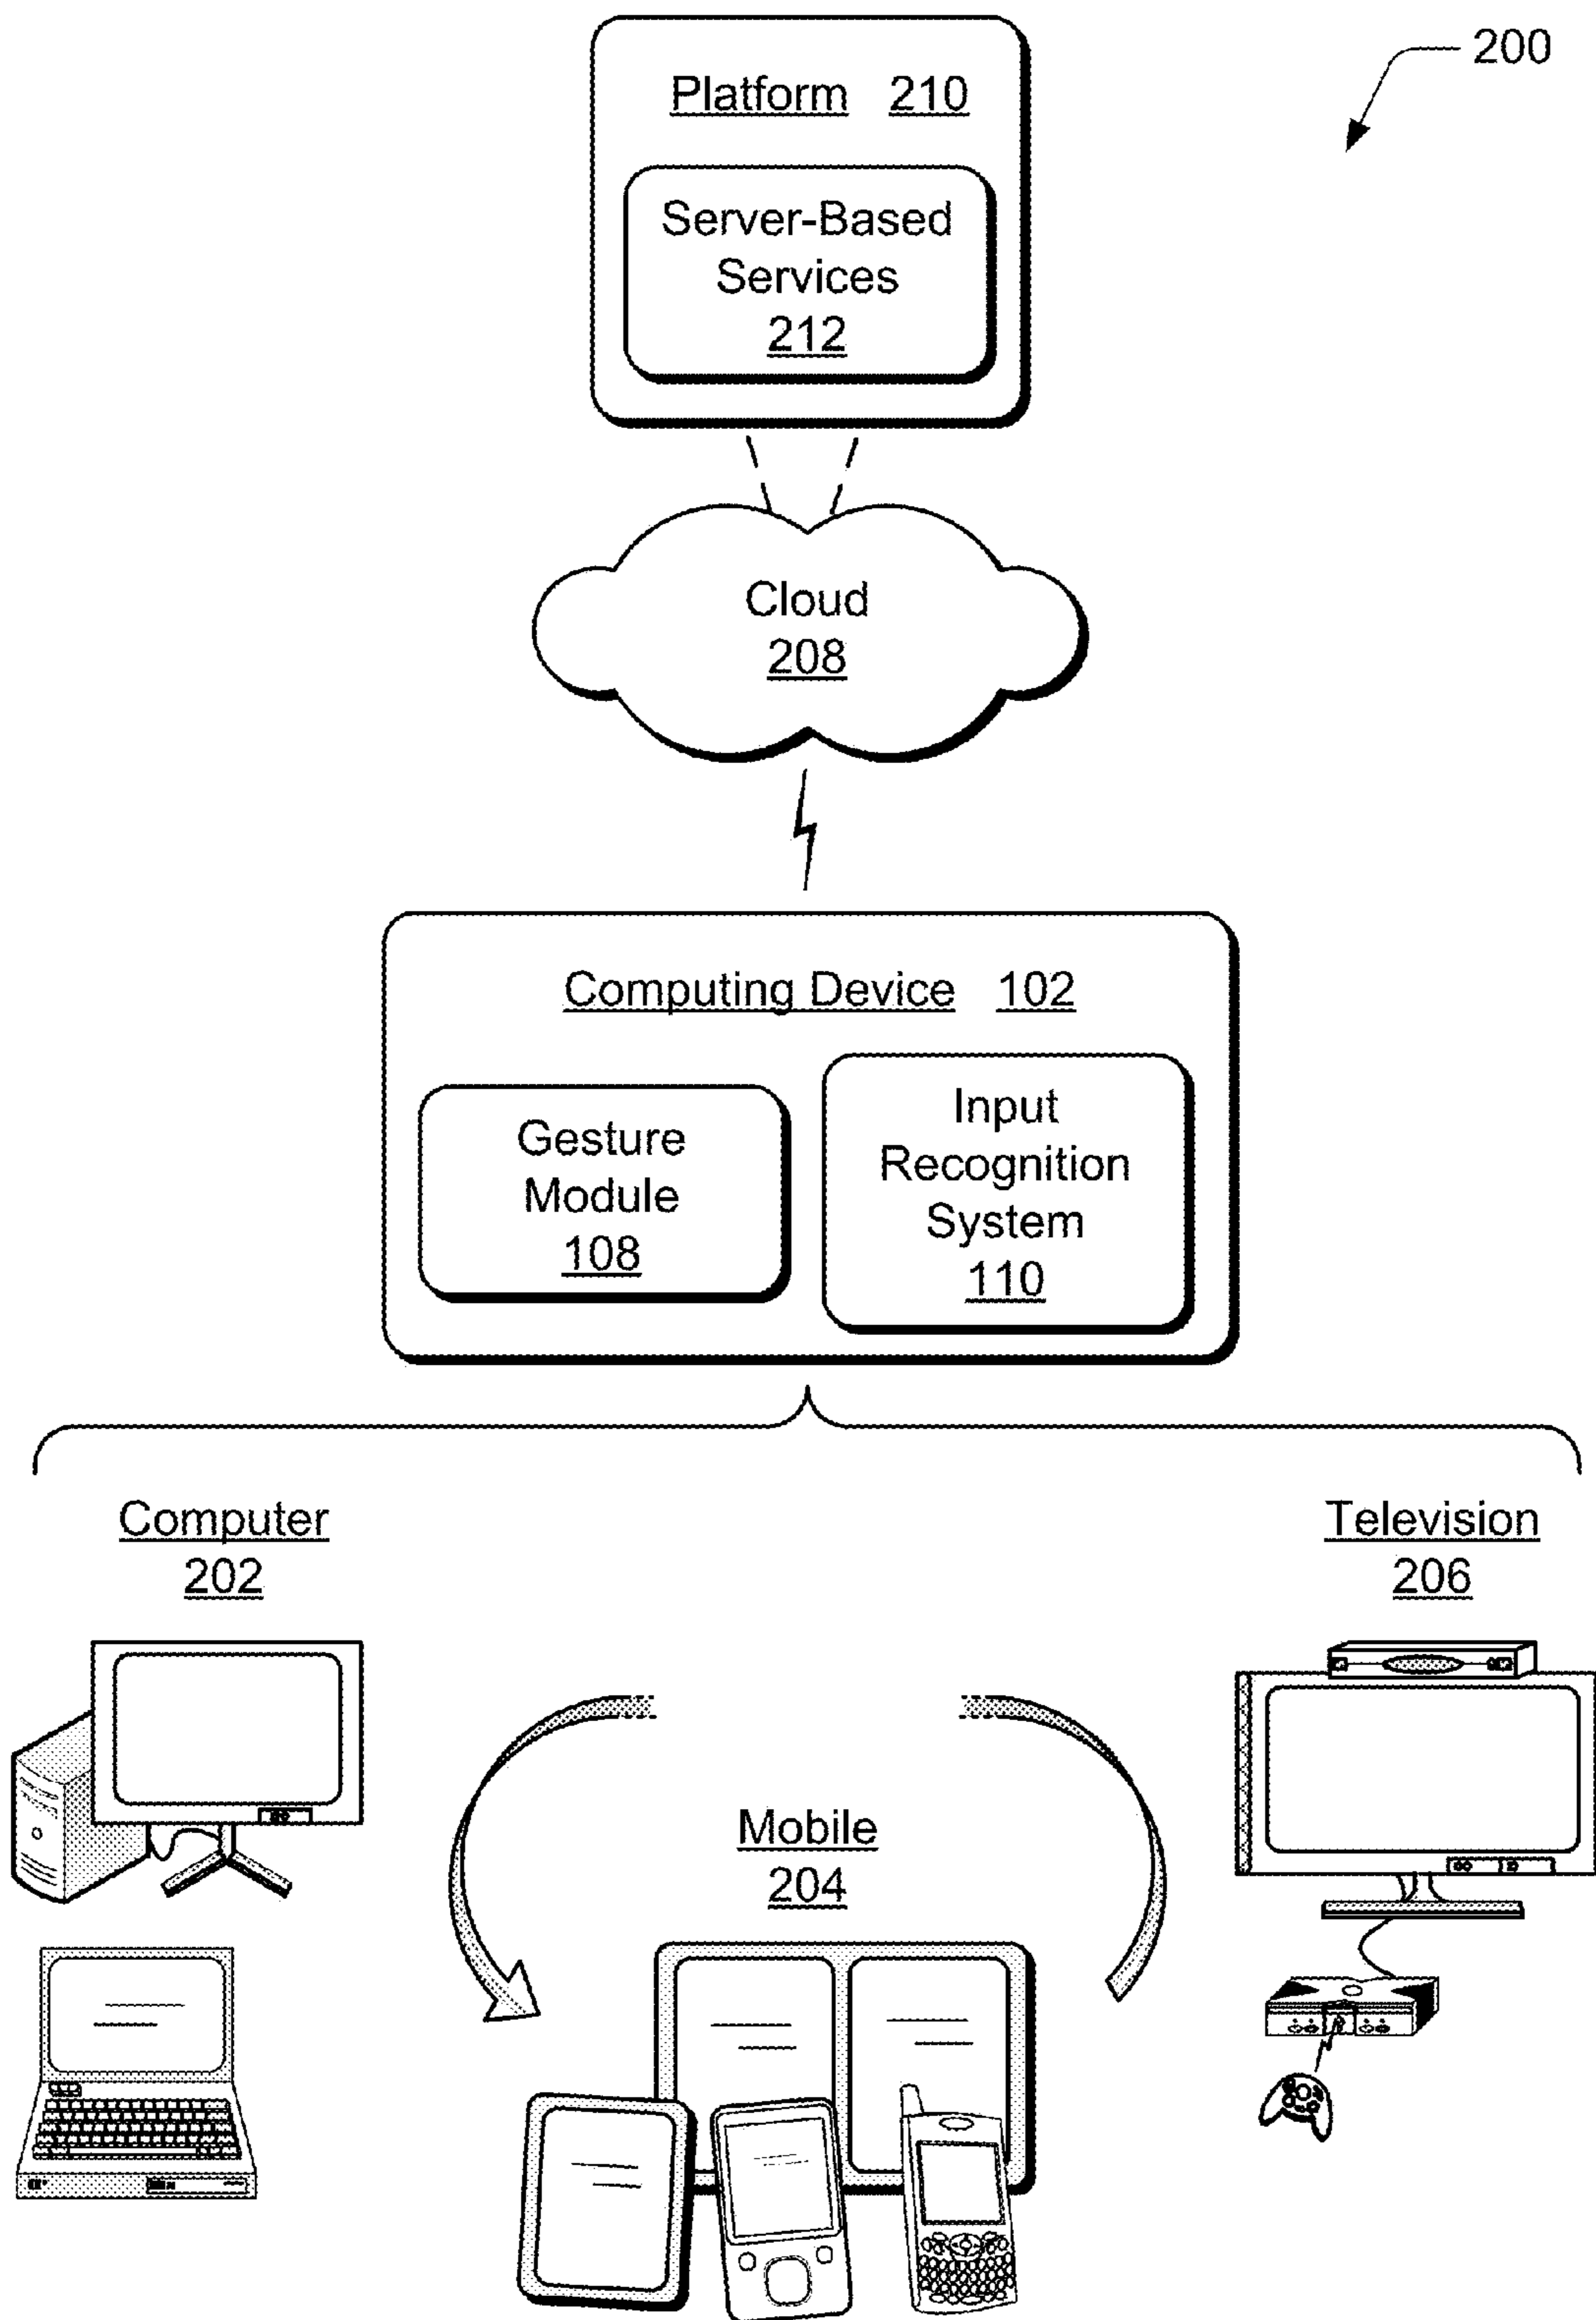 200
Platform 210
Server-Based
Services
212
Cloud
208
Computing Device 102
Gesture
Module
108
Input
Recognition
System
110
Computer
202
Television
206
Mobile
204